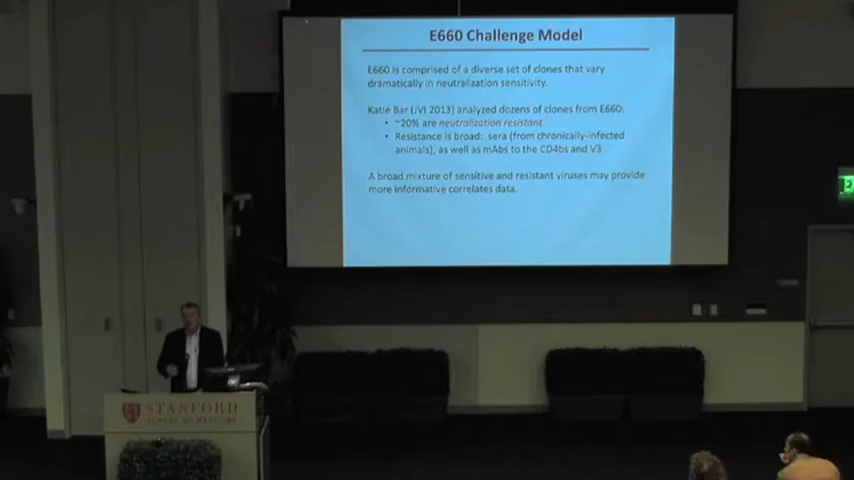 E660 Challenge Model
E660 is comprised of a diverse set of clones that vary
dramatically in neutralization sensitivity.
Katie Bar (JVI 2013) analyzed dozens of clones from E660:
• ~20% are neutralization resistant
• Resistance is broad: sera (from chronically-infected
animals), as well as mAbs to the CD4bs and V3
A broad mixture of sensitive and resistant viruses may provide
more informative correlates data.
STANFORD
SCHOOL OF MEDICINE